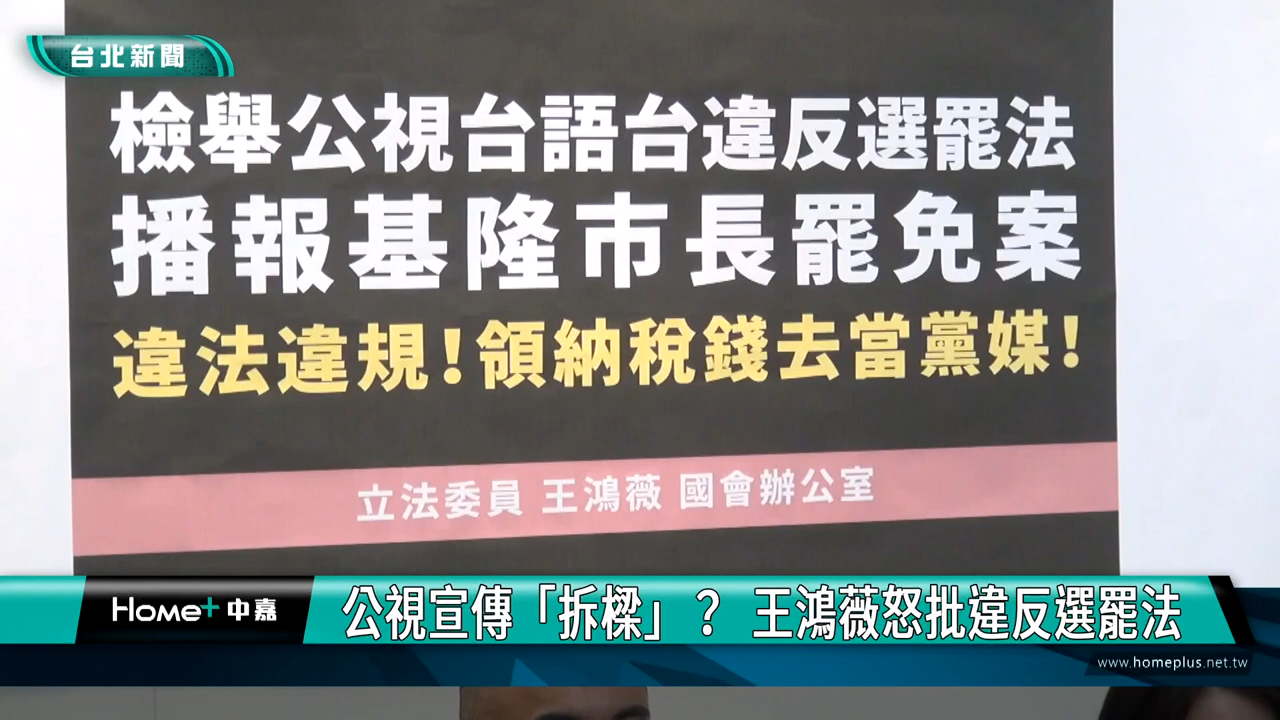 台北新聞
檢舉公視台語台違反選罷法
播報基隆市長罷免案
違法違規！領納稅錢去當黨媒！
立法委員 王鴻薇 國會辦公室
Home+中嘉
公視宣傳「拆樑」？ 王鴻薇怒批違反選罷法
www.homeplus.net.tw